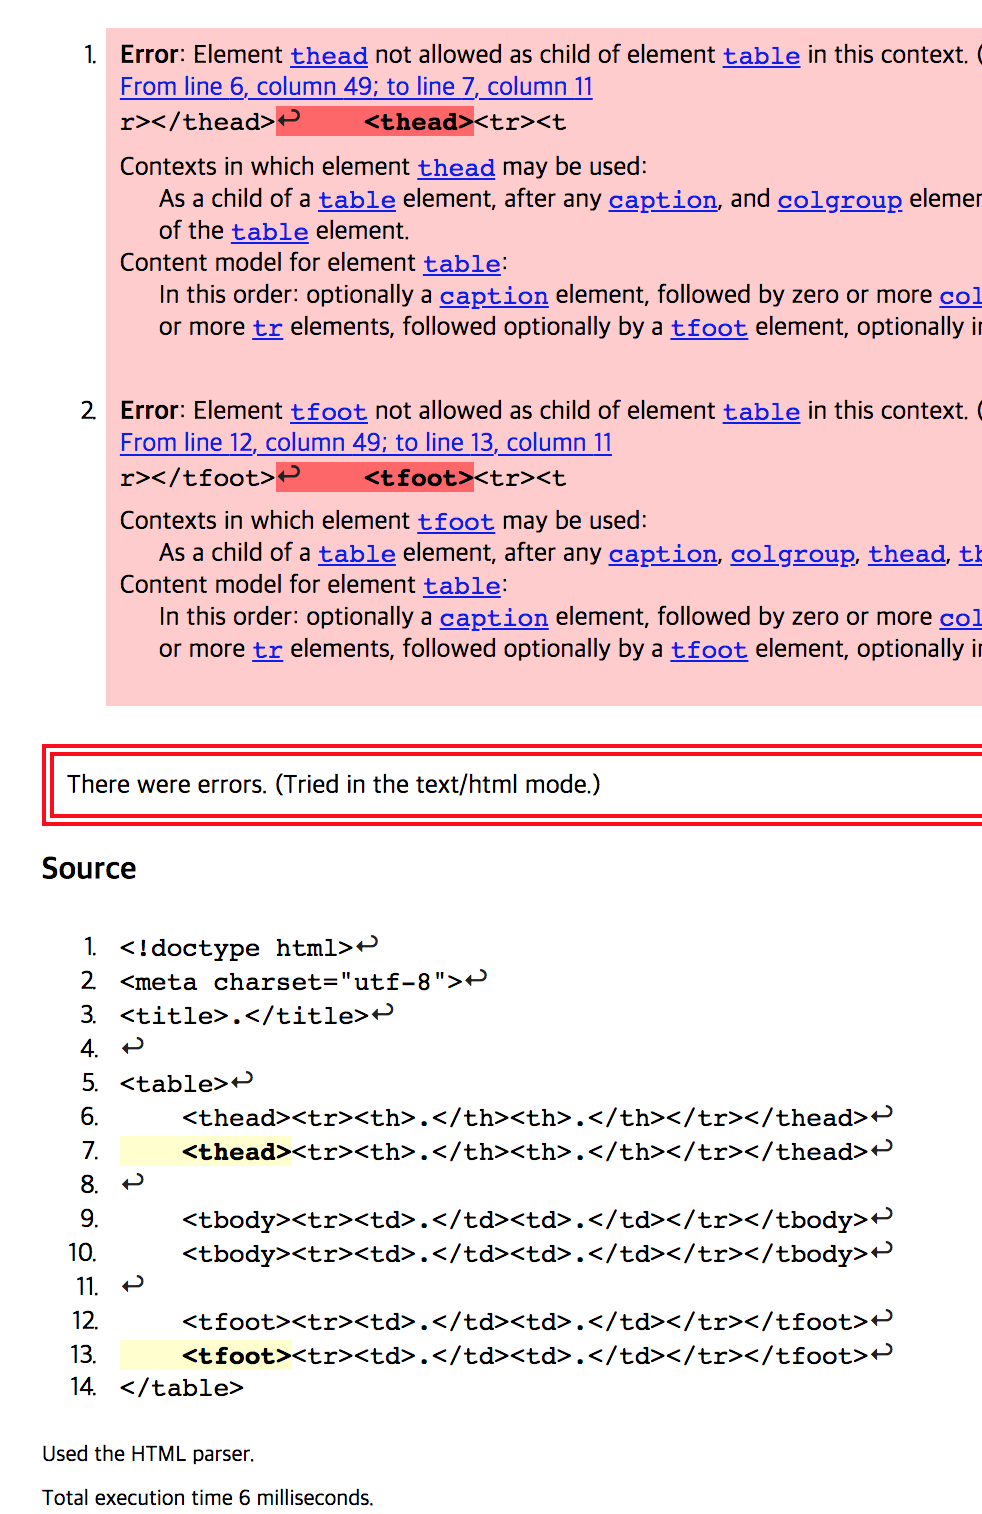 1. Error: Element thead not allowed as child of element table in this context. (
From line 6, column 49; to line 7, column 11
r></thead>↩     <thead><tr><t
Contexts in which element thead may be used:
As a child of a table element, after any caption, and colgroup elemen
of the table element.
Content model for element table:
In this order: optionally a caption element, followed by zero or more col
or more tr elements, followed optionally by a tfoot element, optionally in
2. Error: Element tfoot not allowed as child of element table in this context. (
From line 12, column 49; to line 13, column 11
r></tfoot>↩     <tfoot><tr><t
Contexts in which element tfoot may be used:
As a child of a table element, after any caption, colgroup, thead, tb
Content model for element table:
In this order: optionally a caption element, followed by zero or more col
or more tr elements, followed optionally by a tfoot element, optionally in
There were errors. (Tried in the text/html mode.)
Source
1. <!doctype html>↩
2. <meta charset="utf-8">↩
3. <title>.</title>↩
4. ↩
5. <table>↩
6.     <thead><tr><th>.</th><th>.</th></tr></thead>↩
7.     <thead><tr><th>.</th><th>.</th></tr></thead>↩
8. ↩
9.     <tbody><tr><td>.</td><td>.</td></tr></tbody>↩
10.     <tbody><tr><td>.</td><td>.</td></tr></tbody>↩
11. ↩
12.     <tfoot><tr><td>.</td><td>.</td></tr></tfoot>↩
13.     <tfoot><tr><td>.</td><td>.</td></tr></tfoot>↩
14. </table>
Used the HTML parser.
Total execution time 6 milliseconds.